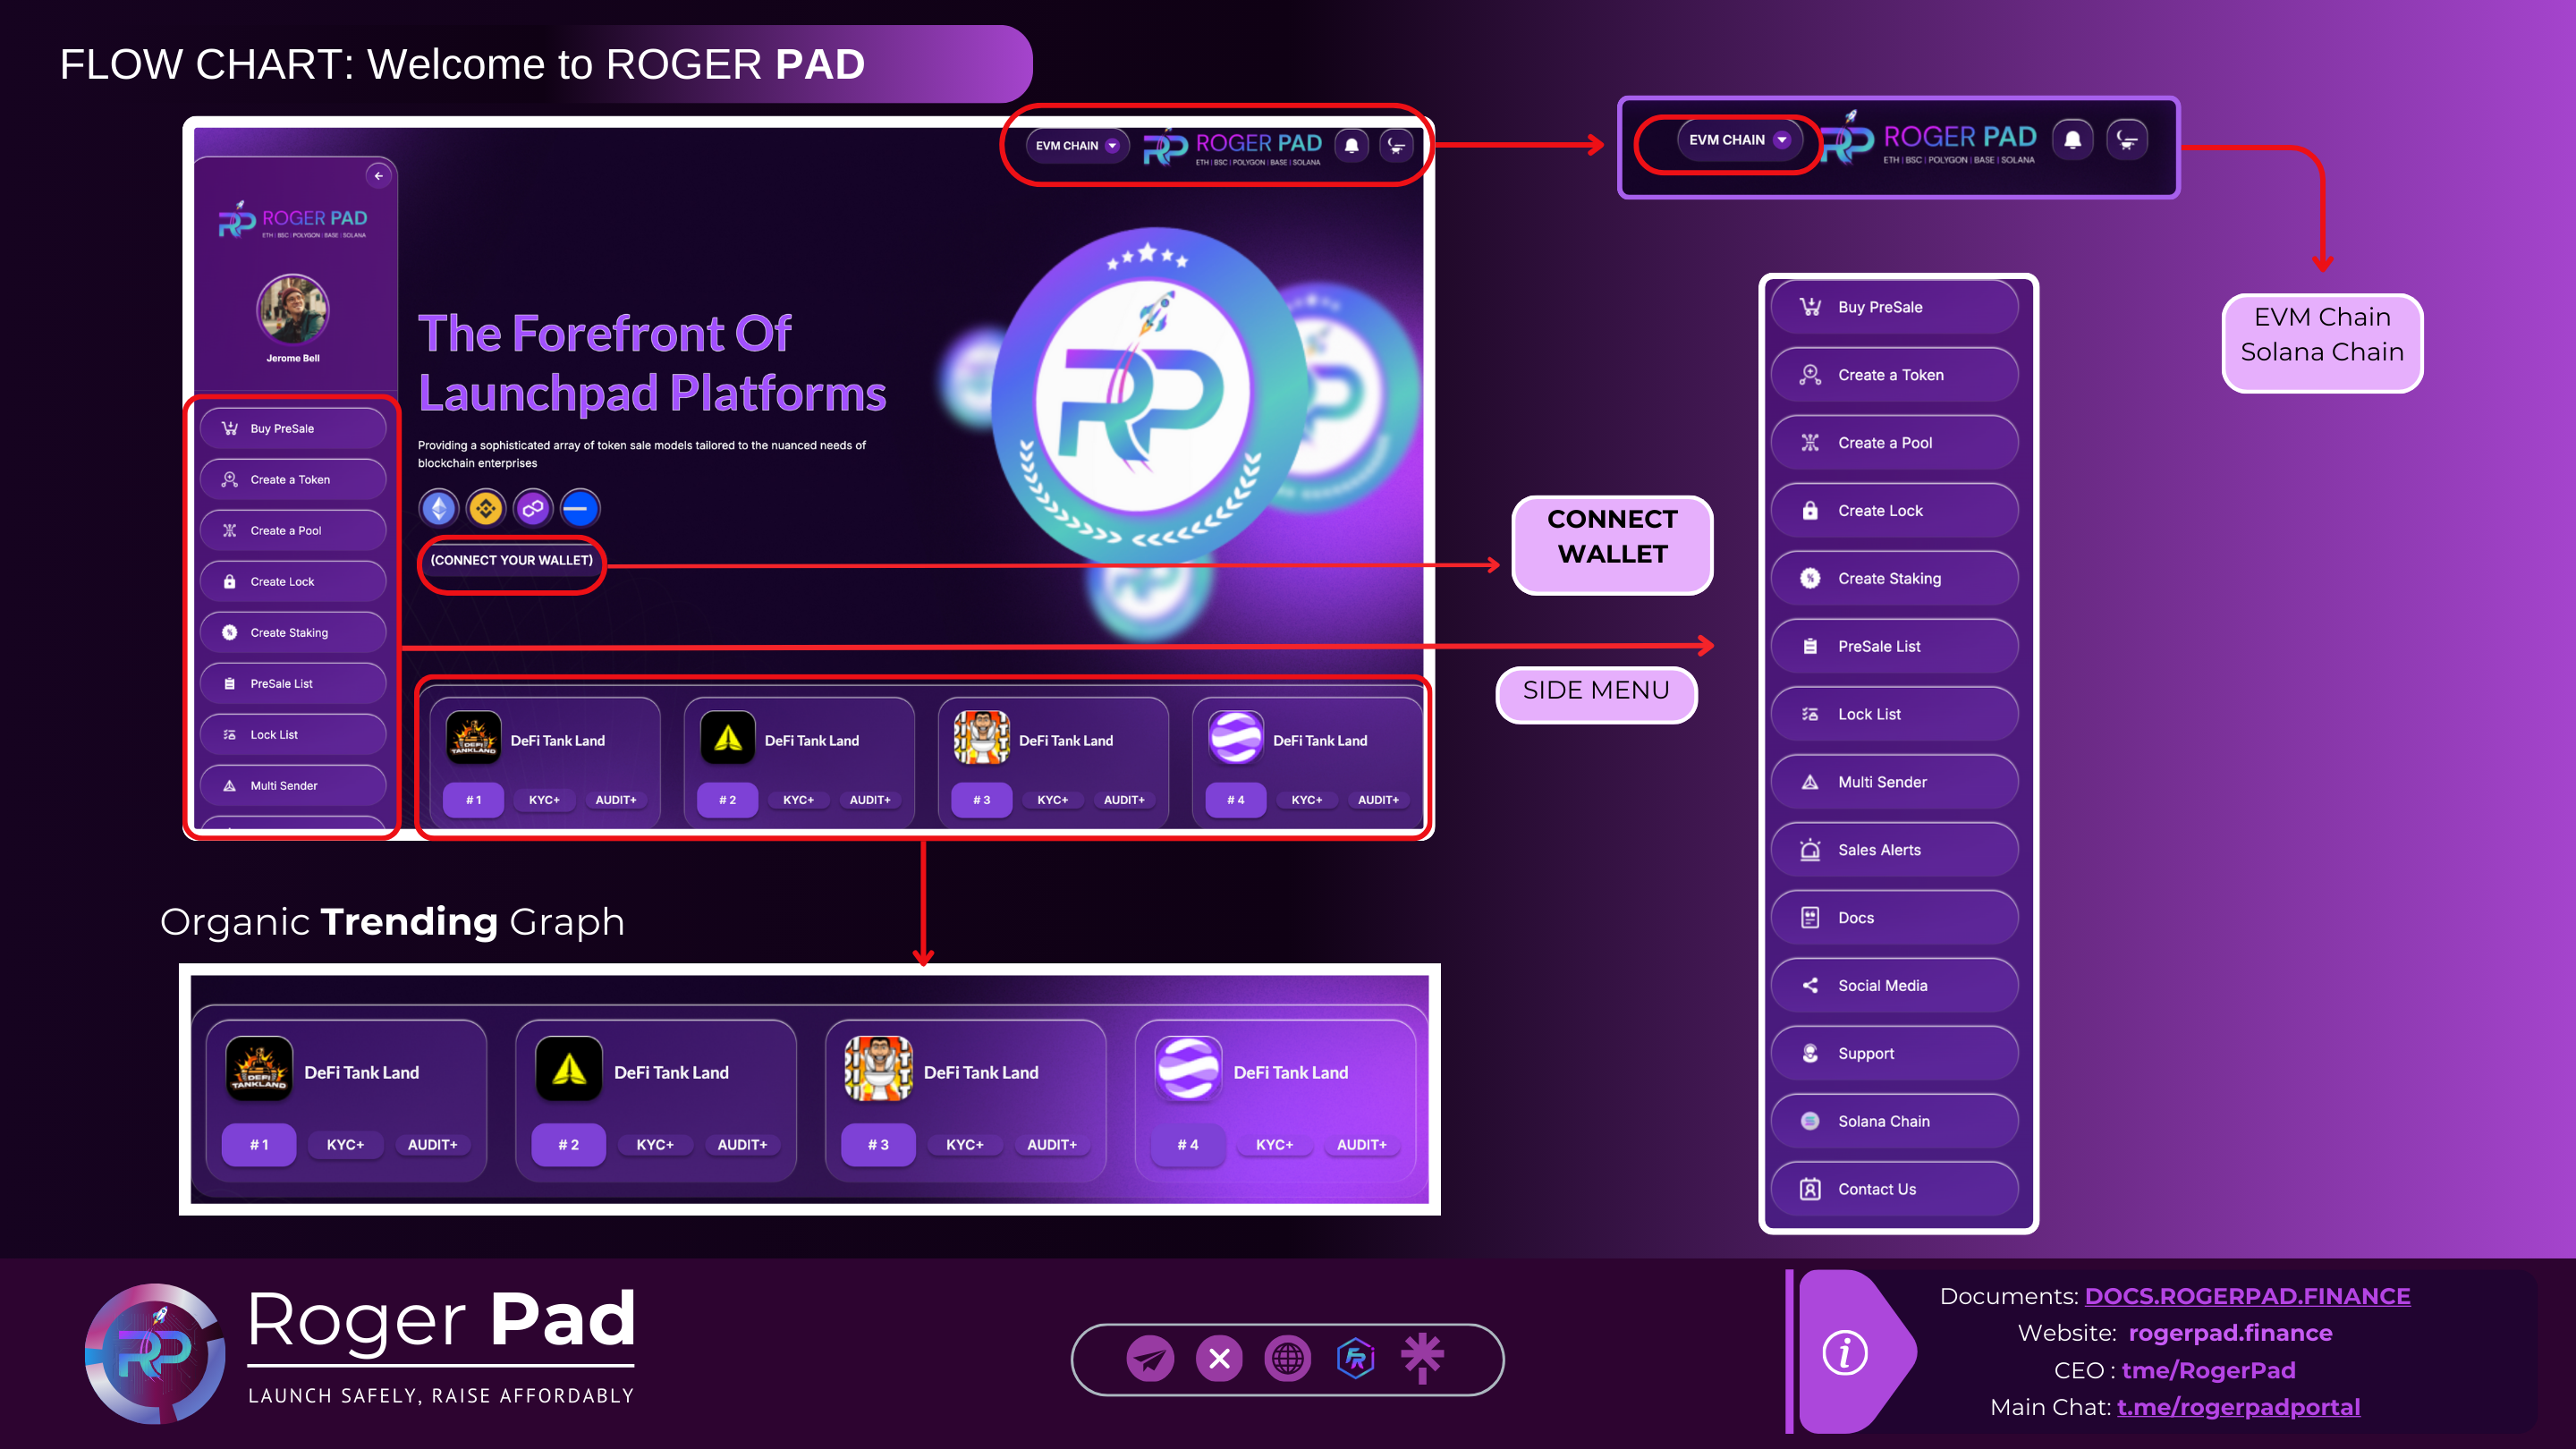 FLOW CHART: Welcome to ROGER PAD
EVM CHAIN
ROGER PAD
ETH | BSC | POLYGON | BASE | SOLANA
ROGER PAD
ETH | BSC | POLYGON | BASE | SOLANA
Jerome Bell
Buy PreSale
Create a Token
Create a Pool
Create Lock
Create Staking
PreSale List
Lock List
Multi Sender
The Forefront Of
Launchpad Platforms
Providing a sophisticated array of token sale models tailored to the nuanced needs of
blockchain enterprises
(CONNECT YOUR WALLET)
RP
DeFi Tank Land
# 1 KYC+ AUDIT+
DeFi Tank Land
# 2 KYC+ AUDIT+
DeFi Tank Land
# 3 KYC+ AUDIT+
DeFi Tank Land
# 4 KYC+ AUDIT+
EVM CHAIN
ROGER PAD
ETH | BSC | POLYGON | BASE | SOLANA
EVM Chain
Solana Chain
CONNECT
WALLET
SIDE MENU
Buy PreSale
Create a Token
Create a Pool
Create Lock
Create Staking
PreSale List
Lock List
Multi Sender
Sales Alerts
Docs
Social Media
Support
Solana Chain
Contact Us
Organic Trending Graph
DEFI
TANKLAND
DeFi Tank Land
# 1 KYC+ AUDIT+
DeFi Tank Land
# 2 KYC+ AUDIT+
DeFi Tank Land
# 3 KYC+ AUDIT+
DeFi Tank Land
# 4 KYC+ AUDIT+
RP
Roger Pad
LAUNCH SAFELY, RAISE AFFORDABLY
Documents: DOCS.ROGERPAD.FINANCE
Website: rogerpad.finance
CEO : tme/RogerPad
Main Chat: t.me/rogerpadportal